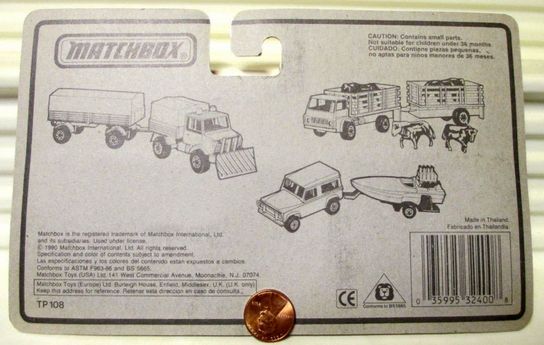 MATCHBOX
CAUTION: Contains small parts.
Not suitable for children under 36 months.
CUIDADO: Contiene piezas pequenas,
no aptas para ninos menores de 36 meses.
Matchbox is the registered trademark of Matchbox International, Ltd.
and its subsidiaries. Used under license.
© 1990 Matchbox International Ltd. All rights reserved.
Specification and color of contents subject to amendment.
Las especificaciones y los colores del contenido estan expuestos a cambios.
Conforms to ASTM F963-86 and BS 5665.
Matchbox Toys (USA) Ltd. 141 West Commercial Avenue, Moonachie, N.J. 07074.
Matchbox Toys (Europe) Ltd. Burleigh House, Enfield, Middlesex, U.K. (U.K. only)
Keep this address for reference. Retener esta direccion en caso de consulta.
TP 108
Made in Thailand.
Fabricado en Thailandia
CE
Conforms to BS 5665
0 35995 32400 8